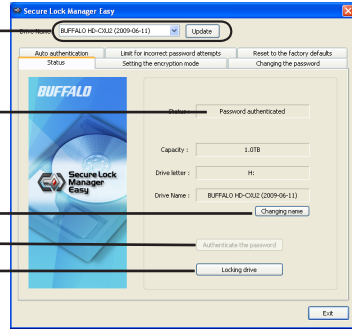 Secure Lock Manager Easy
Drive Name : BUFFALO HD-CXU2 (2009-06-11) Update
Auto authentication Limit for incorrect password attempts Reset to the factory defaults
Status Setting the encryption mode Changing the password
BUFFALO
Status : Password authenticated
Capacity : 1.0TB
Drive letter : H:
Secure Lock
Manager
Easy
Drive Name : BUFFALO HD-CXU2 (2009-06-11)
Changing name
Authenticate the password
Locking drive
Exit